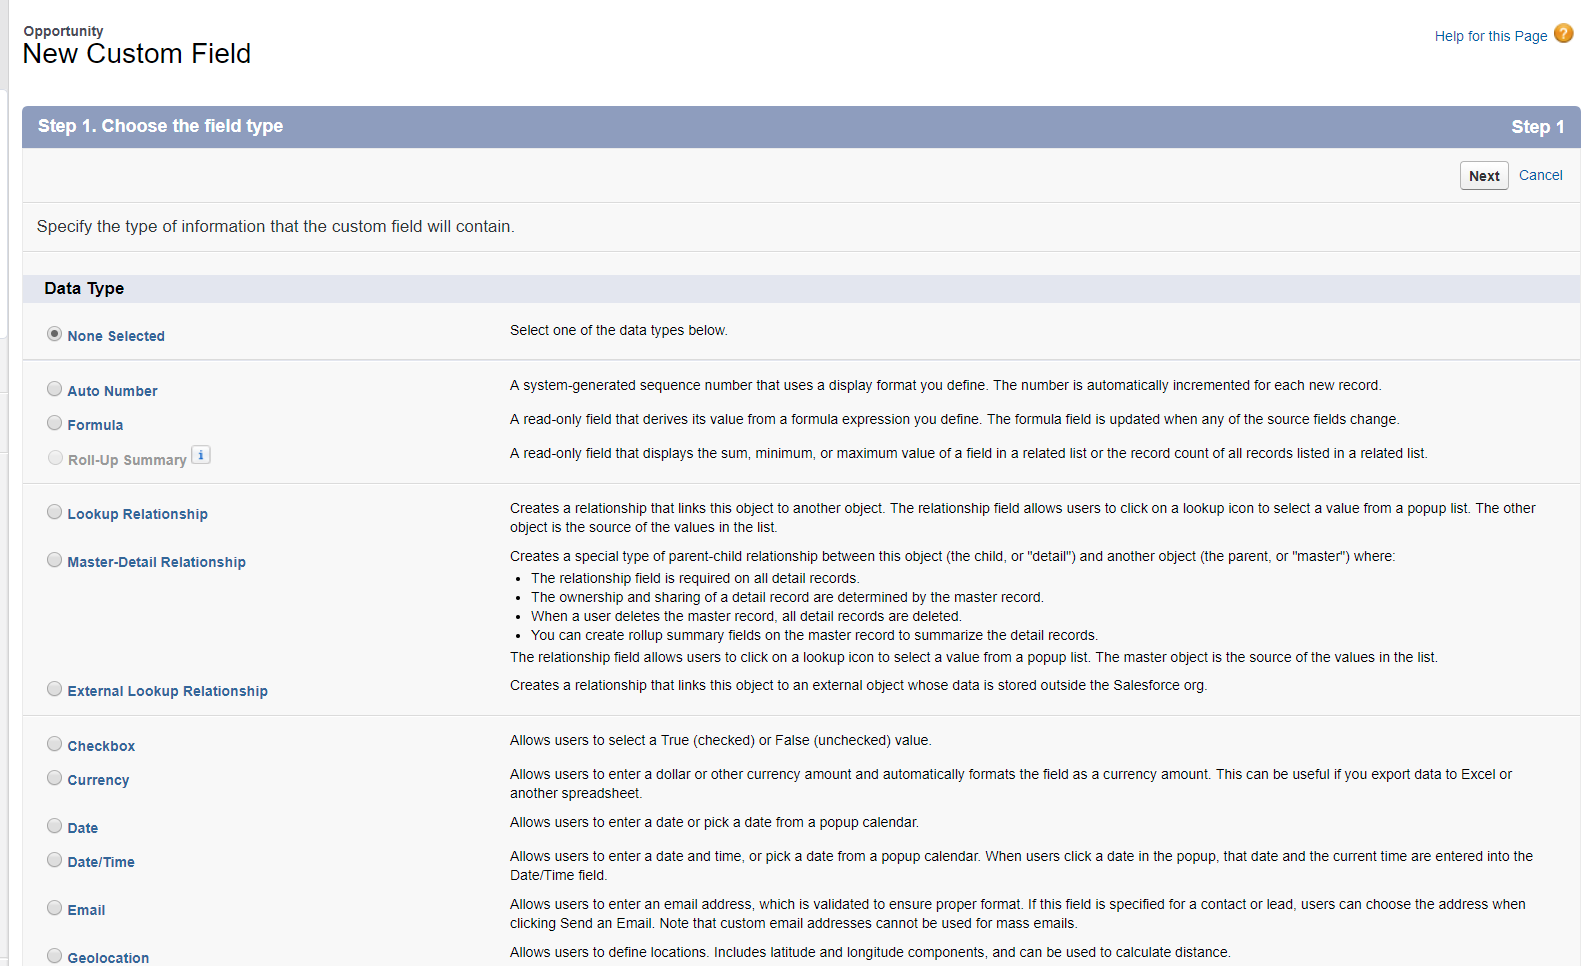 Opportunity
New Custom Field
Help for this Page
?
Step 1. Choose the field type
Step 1
Next
Cancel
Specify the type of information that the custom field will contain.
Data Type
None Selected
Select one of the data types below.
Auto Number
A system-generated sequence number that uses a display format you define. The number is automatically incremented for each new record.
Formula
A read-only field that derives its value from a formula expression you define. The formula field is updated when any of the source fields change.
Roll-Up Summary
i
A read-only field that displays the sum, minimum, or maximum value of a field in a related list or the record count of all records listed in a related list.
Lookup Relationship
Creates a relationship that links this object to another object. The relationship field allows users to click on a lookup icon to select a value from a popup list. The other
object is the source of the values in the list.
Master-Detail Relationship
Creates a special type of parent-child relationship between this object (the child, or "detail") and another object (the parent, or "master") where:
• The relationship field is required on all detail records.
• The ownership and sharing of a detail record are determined by the master record.
• When a user deletes the master record, all detail records are deleted.
• You can create rollup summary fields on the master record to summarize the detail records.
The relationship field allows users to click on a lookup icon to select a value from a popup list. The master object is the source of the values in the list.
External Lookup Relationship
Creates a relationship that links this object to an external object whose data is stored outside the Salesforce org.
Checkbox
Allows users to select a True (checked) or False (unchecked) value.
Currency
Allows users to enter a dollar or other currency amount and automatically formats the field as a currency amount. This can be useful if you export data to Excel or
another spreadsheet.
Date
Allows users to enter a date or pick a date from a popup calendar.
Date/Time
Allows users to enter a date and time, or pick a date from a popup calendar. When users click a date in the popup, that date and the current time are entered into the
Date/Time field.
Email
Allows users to enter an email address, which is validated to ensure proper format. If this field is specified for a contact or lead, users can choose the address when
clicking Send an Email. Note that custom email addresses cannot be used for mass emails.
Geolocation
Allows users to define locations. Includes latitude and longitude components, and can be used to calculate distance.